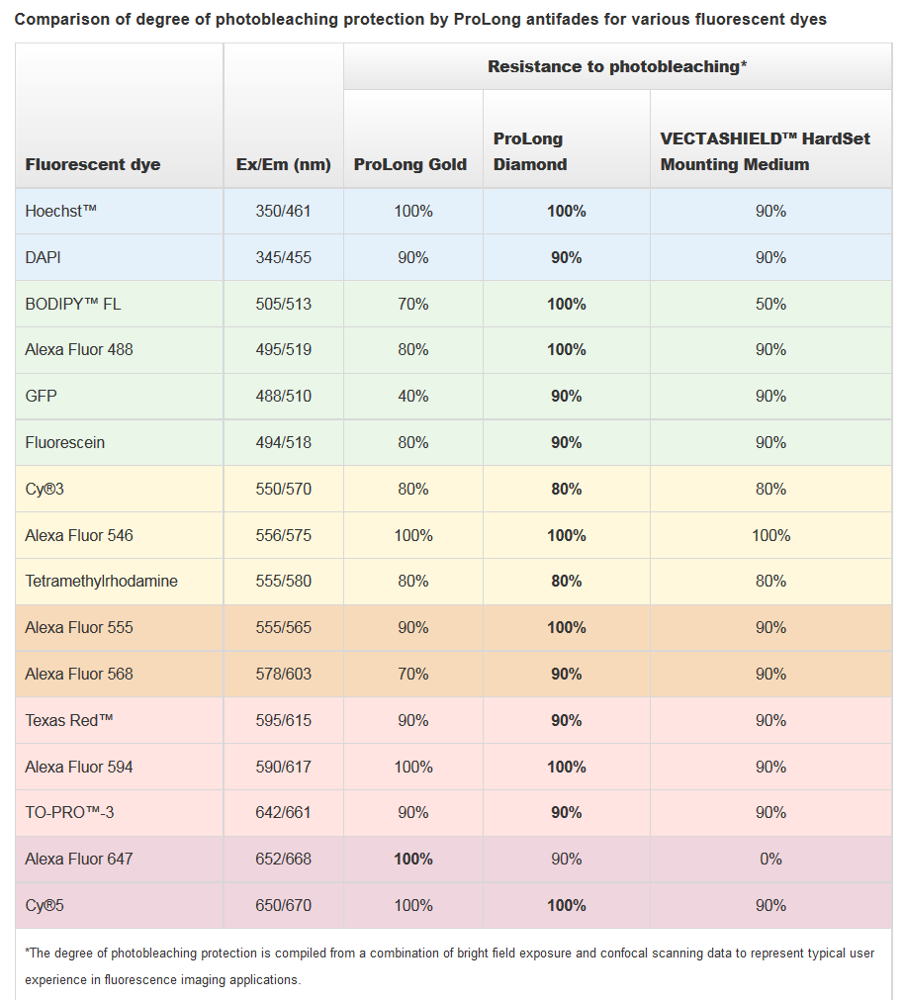 Comparison of degree of photobleaching protection by ProLong antifades for various fluorescent dyes
Resistance to photobleaching*
Fluorescent dye Ex/Em (nm) ProLong Gold ProLong Diamond VECTASHIELD™ HardSet Mounting Medium
Hoechst™ 350/461 100% 100% 90%
DAPI 345/455 90% 90% 90%
BODIPY™ FL 505/513 70% 100% 50%
Alexa Fluor 488 495/519 80% 100% 90%
GFP 488/510 40% 90% 90%
Fluorescein 494/518 80% 90% 90%
Cy®3 550/570 80% 80% 80%
Alexa Fluor 546 556/575 100% 100% 100%
Tetramethylrhodamine 555/580 80% 80% 80%
Alexa Fluor 555 555/565 90% 100% 90%
Alexa Fluor 568 578/603 70% 90% 90%
Texas Red™ 595/615 90% 90% 90%
Alexa Fluor 594 590/617 100% 100% 90%
TO-PRO™-3 642/661 90% 90% 90%
Alexa Fluor 647 652/668 100% 90% 0%
Cy®5 650/670 100% 100% 90%
*The degree of photobleaching protection is compiled from a combination of bright field exposure and confocal scanning data to represent typical user
experience in fluorescence imaging applications.